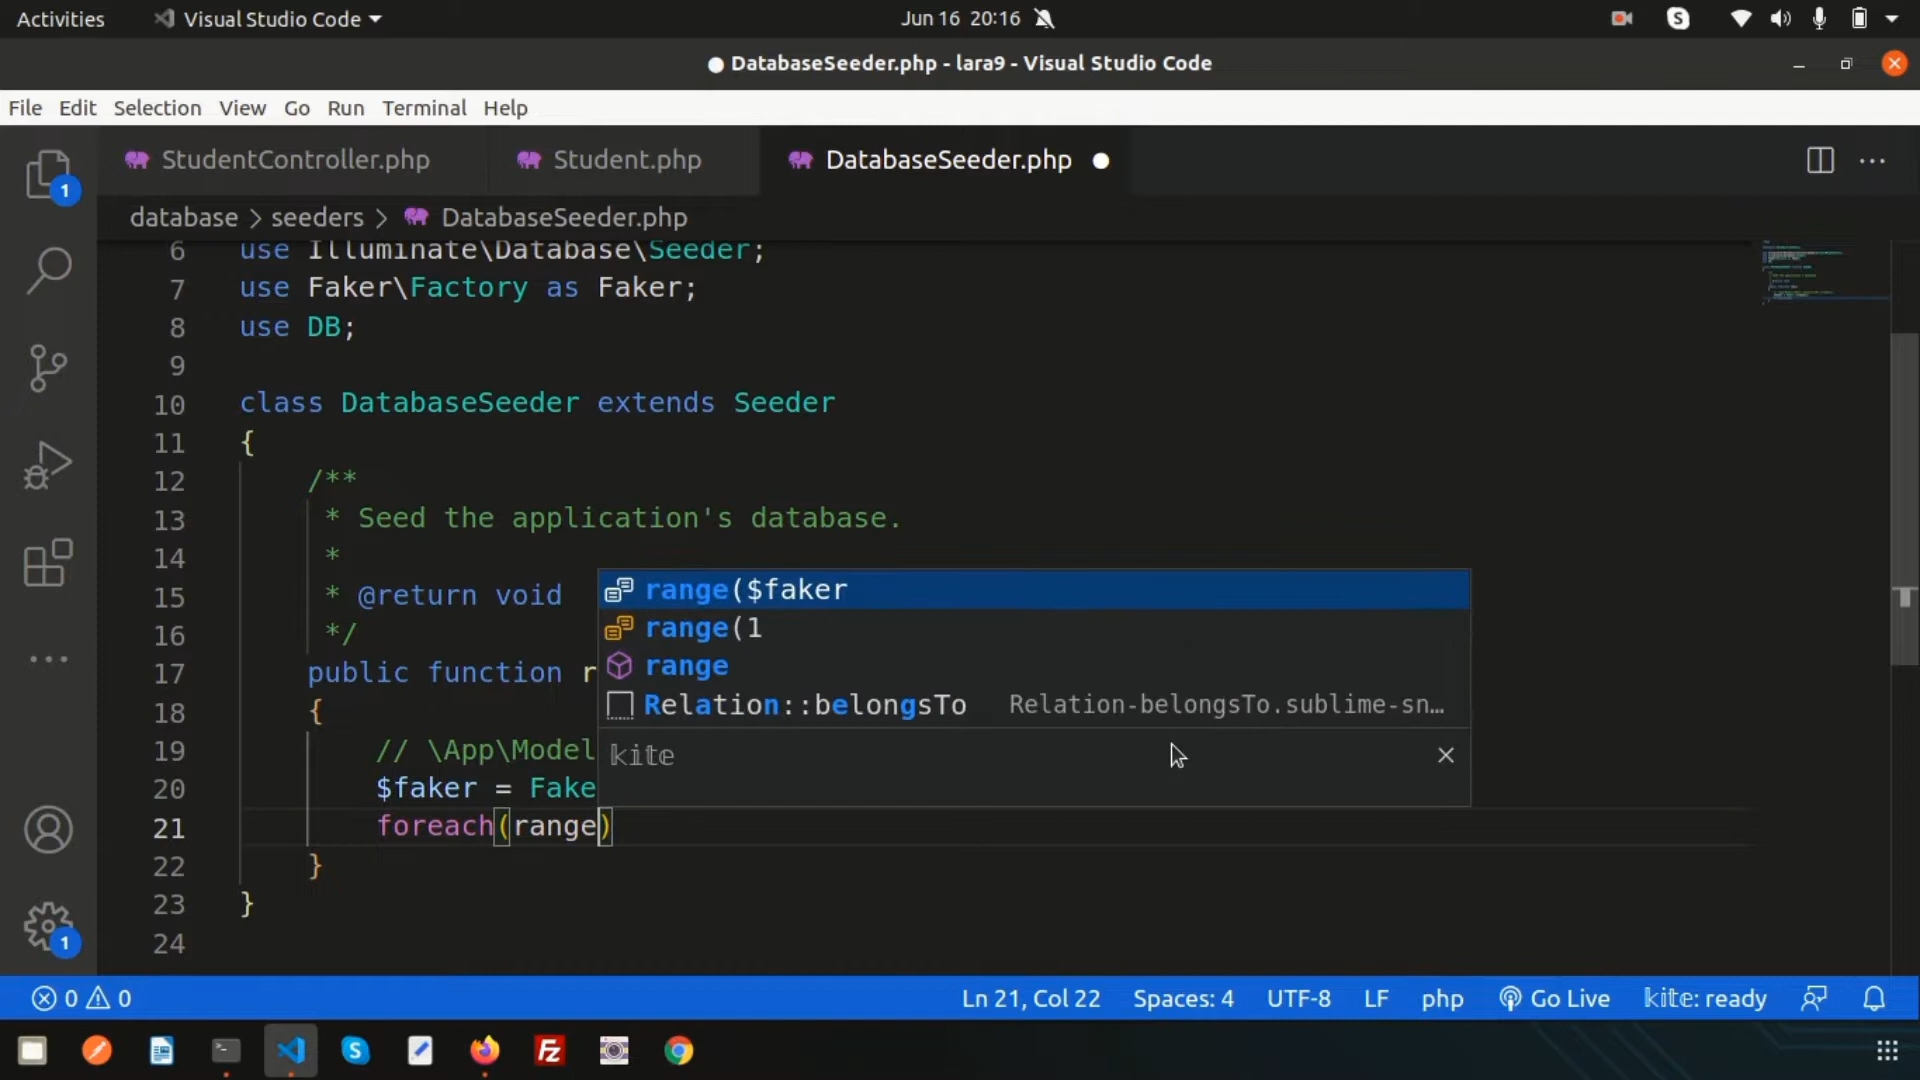 Activities
Visual Studio Code
Jun 16 20:16
DatabaseSeeder.php - lara9 - Visual Studio Code
File Edit Selection View Go Run Terminal Help
1
StudentController.php
Student.php
DatabaseSeeder.php
database > seeders > DatabaseSeeder.php
6 use Illuminate\Database\Seeder;
7 use Faker\Factory as Faker;
8 use DB;
9
10 class DatabaseSeeder extends Seeder
11 {
12 /**
13 * Seed the application's database.
14 *
15 * @return void
16 */
17 public function r
18 {
19 // \App\Model
20 $faker = Fake
21 foreach(range)
22 }
23 }
24
range($faker
range(1
range
Relation::belongsTo Relation-belongsTo.sublime-sn…
kite
1
0 0
Ln 21, Col 22
Spaces: 4
UTF-8
LF
php
Go Live
kite: ready